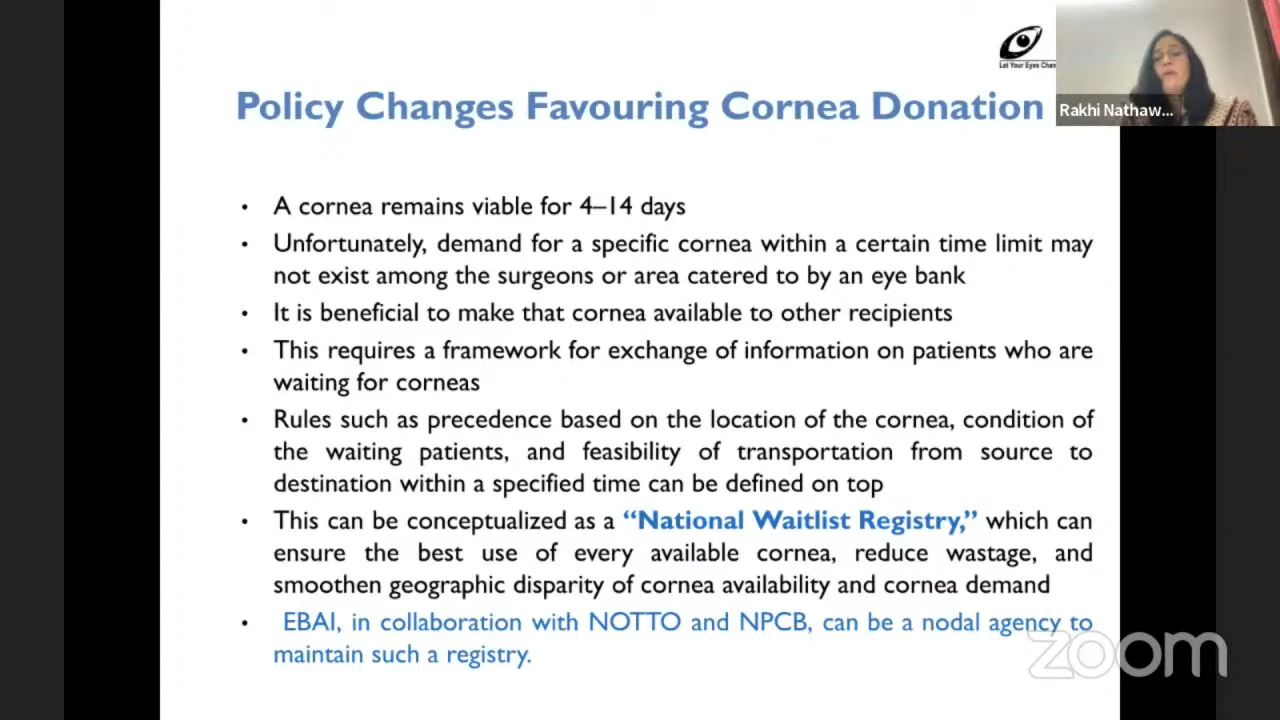 Let Your Eyes Chan
Policy Changes Favouring Cornea Donation
Rakhi Nathaw...
• A cornea remains viable for 4–14 days
• Unfortunately, demand for a specific cornea within a certain time limit may
not exist among the surgeons or area catered to by an eye bank
• It is beneficial to make that cornea available to other recipients
• This requires a framework for exchange of information on patients who are
waiting for corneas
• Rules such as precedence based on the location of the cornea, condition of
the waiting patients, and feasibility of transportation from source to
destination within a specified time can be defined on top
• This can be conceptualized as a “National Waitlist Registry,” which can
ensure the best use of every available cornea, reduce wastage, and
smoothen geographic disparity of cornea availability and cornea demand
• EBAI, in collaboration with NOTTO and NPCB, can be a nodal agency to
maintain such a registry.
zoom